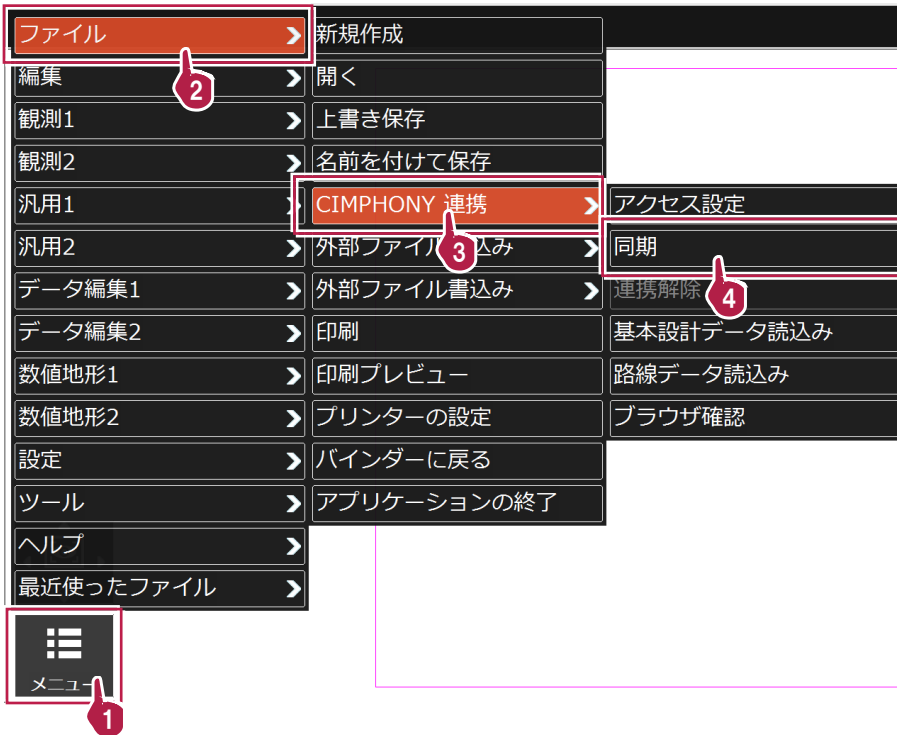 ファイル
2
編集
観測1
観測2
汎用1
汎用2
データ編集1
データ編集2
数値地形1
数値地形2
設定
ツール
ヘルプ
最近使ったファイル
メニュー
1
新規作成
開く
上書き保存
名前を付けて保存
CIMPHONY 連携
3
外部ファイル 込み
外部ファイル書込み
印刷
印刷プレビュー
プリンターの設定
バインダーに戻る
アプリケーションの終了
アクセス設定
同期
4
連携解除
基本設計データ読込み
路線データ読込み
ブラウザ確認